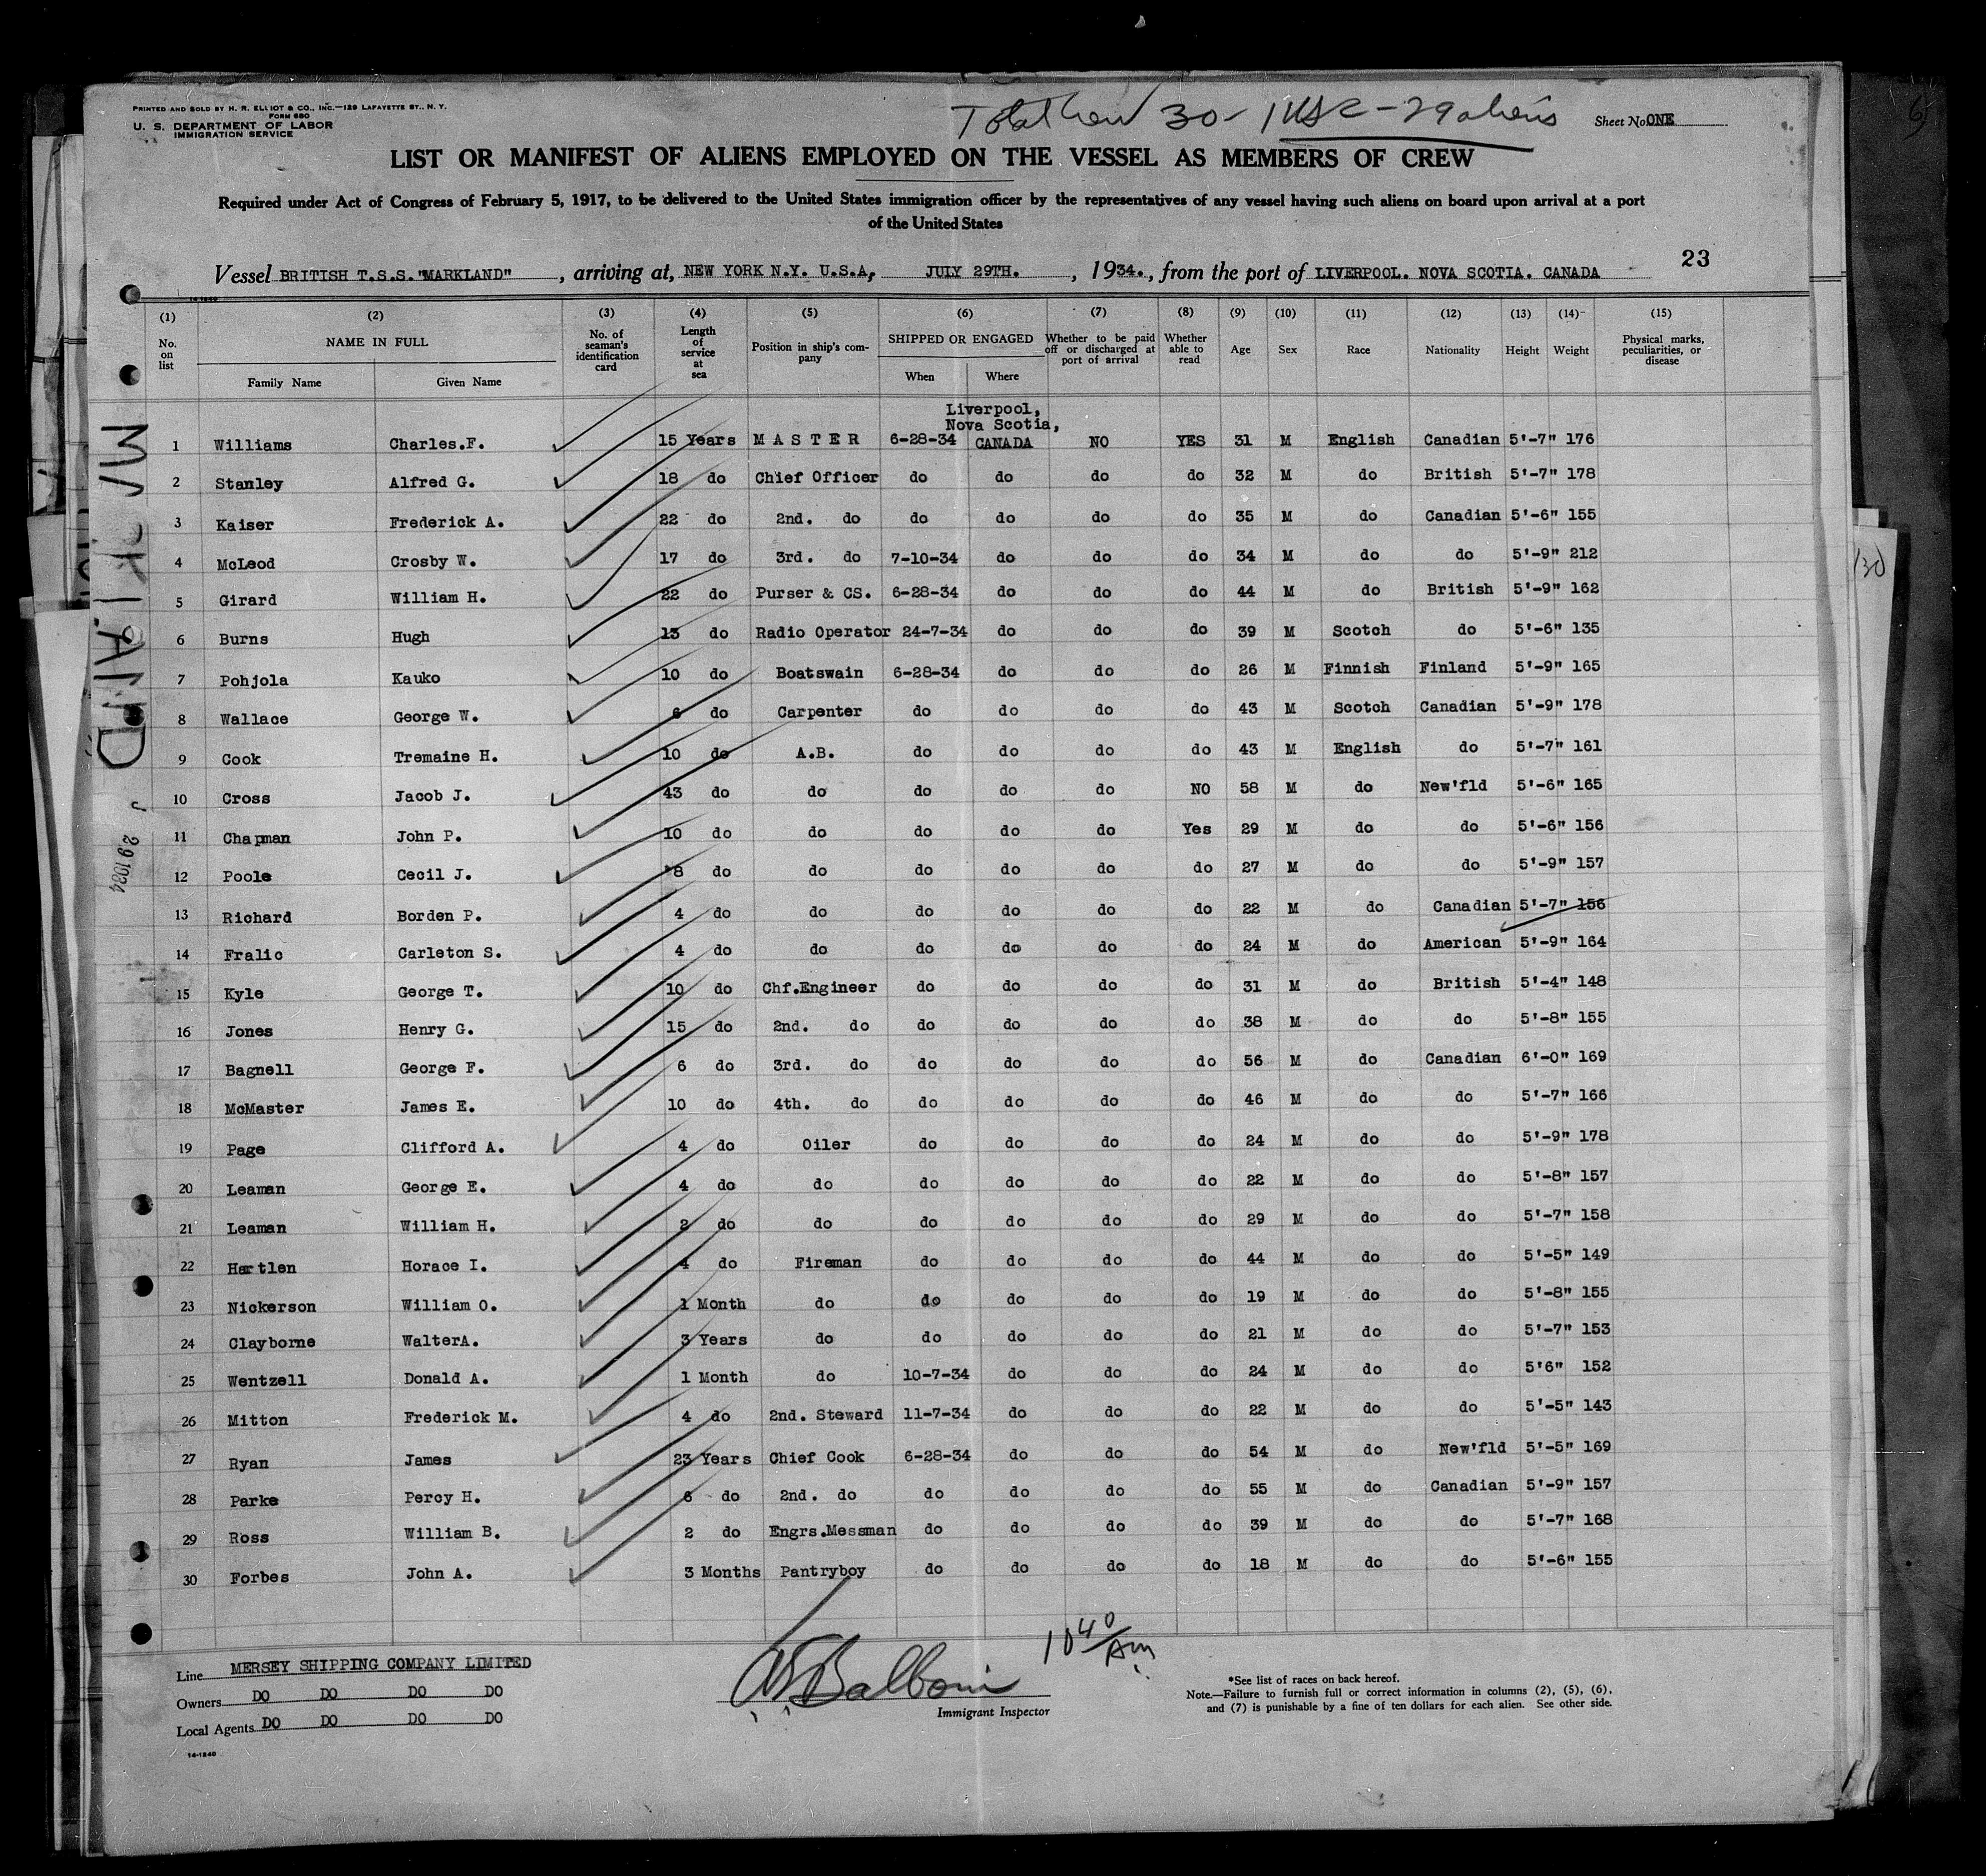 PRINTED AND SOLD BY H. R. ELLIOT & CO., INC.—129 LAFAYETTE ST., N. Y.
FORM 680
U. S. DEPARTMENT OF LABOR
IMMIGRATION SERVICE
Total Crew 30 - 1 USC - 29 aliens
Sheet No. ONE
LIST OR MANIFEST OF ALIENS EMPLOYED ON THE VESSEL AS MEMBERS OF CREW
Required under Act of Congress of February 5, 1917, to be delivered to the United States immigration officer by the representatives of any vessel having such aliens on board upon arrival at a port
of the United States
Vessel BRITISH T.S.S."MARKLAND", arriving at, NEW YORK N.Y. U.S.A, JULY 29TH., 1934., from the port of LIVERPOOL. NOVA SCOTIA. CANADA 23
14-1240
(1) No. on list (2) NAME IN FULL Family Name Given Name (3) No. of seaman's identification card (4) Length of service at sea (5) Position in ship's company (6) SHIPPED OR ENGAGED When Where (7) Whether to be paid off or discharged at port of arrival (8) Whether able to read (9) Age (10) Sex (11) Race (12) Nationality (13) Height (14) Weight (15) Physical marks, peculiarities, or disease
Liverpool,
Nova Scotia,
1 Williams Charles.F. 15 Years MASTER 6-28-34 CANADA NO YES 31 M English Canadian 5'-7" 176
2 Stanley Alfred G. 18 do Chief Officer do do do do 32 M do British 5'-7" 178
3 Kaiser Frederick A. 22 do 2nd. do do do do do 35 M do Canadian 5'-6" 155
4 McLeod Crosby W. 17 do 3rd. do 7-10-34 do do do 34 M do do 5'-9" 212
5 Girard William H. 22 do Purser & CS. 6-28-34 do do do 44 M do British 5'-9" 162
6 Burns Hugh 13 do Radio Operator 24-7-34 do do do 39 M Scotch do 5'-6" 135
7 Pohjola Kauko 10 do Boatswain 6-28-34 do do do 26 M Finnish Finland 5'-9" 165
8 Wallace George W. 6 do Carpenter do do do do 43 M Scotch Canadian 5'-9" 178
9 Cook Tremaine H. 10 do A.B. do do do do 43 M English do 5'-7" 161
10 Cross Jacob J. 43 do do do do do NO 58 M do New'fld 5'-6" 165
11 Chapman John P. 10 do do do do do Yes 29 M do do 5'-6" 156
12 Poole Cecil J. 8 do do do do do do 27 M do do 5'-9" 157
13 Richard Borden P. 4 do do do do do do 22 M do Canadian 5'-7" 156
14 Fralic Carleton S. 4 do do do do do do 24 M do American 5'-9" 164
15 Kyle George T. 10 do Chf.Engineer do do do do 31 M do British 5'-4" 148
16 Jones Henry G. 15 do 2nd. do do do do do 38 M do do 5'-8" 155
17 Bagnell George F. 6 do 3rd. do do do do do 56 M do Canadian 6'-0" 169
18 McMaster James E. 10 do 4th. do do do do do 46 M do do 5'-7" 166
19 Page Clifford A. 4 do Oiler do do do do 24 M do do 5'-9" 178
20 Leaman George E. 4 do do do do do do 22 M do do 5'-8" 157
21 Leaman William H. 2 do do do do do do 29 M do do 5'-7" 158
22 Hartlen Horace I. 4 do Fireman do do do do 44 M do do 5'-5" 149
23 Nickerson William O. 1 Month do do do do do 19 M do do 5'-8" 155
24 Clayborne WalterA. 3 Years do do do do do 21 M do do 5'-7" 153
25 Wentzell Donald A. 1 Month do 10-7-34 do do do 24 M do do 5'6" 152
26 Mitton Frederick M. 4 do 2nd. Steward 11-7-34 do do do 22 M do do 5'-5" 143
27 Ryan James 23 Years Chief Cook 6-28-34 do do do 54 M do New'fld 5'-5" 169
28 Parke Percy H. 6 do 2nd. do do do do do 55 M do Canadian 5'-9" 157
29 Ross William B. 2 do Engrs.Messman do do do do 39 M do do 5'-7" 168
30 Forbes John A. 3 Months Pantryboy do do do do 18 M do do 5'-6" 155
MARKLAND
Line MERSEY SHIPPING COMPANY LIMITED
Owners DO DO DO DO
Local Agents DO DO DO DO
14-1240
10 40/AM
Immigrant Inspector
*See list of races on back hereof.
Note.—Failure to furnish full or correct information in columns (2), (5), (6),
and (7) is punishable by a fine of ten dollars for each alien. See other side.
130